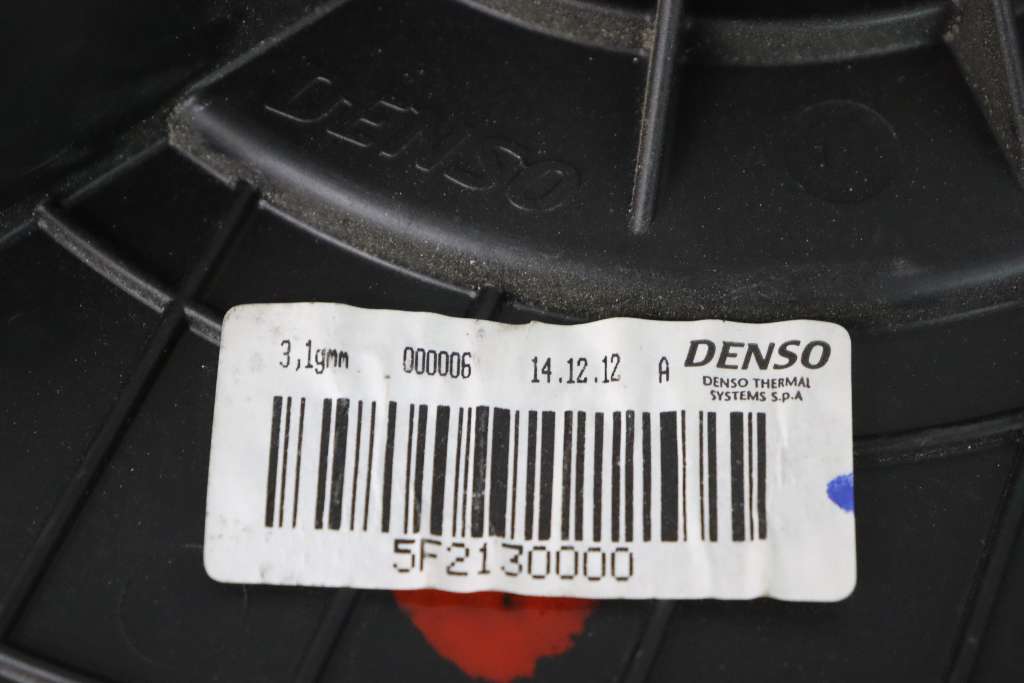 DENSO
3,1gmm 000006 14.12.12 A DENSO
DENSO THERMAL
SYSTEMS S.p.A
5F2130000